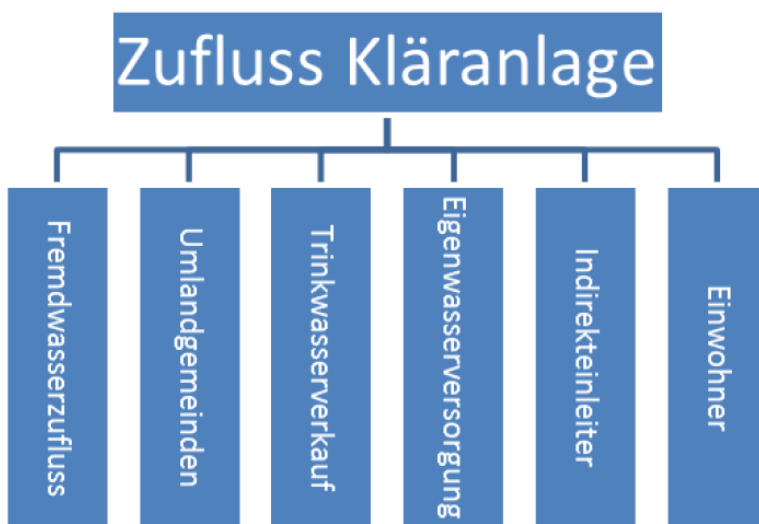 Zufluss Kläranlage
Fremdwasserzufluss
Umlandgemeinden
Trinkwasserverkauf
Eigenwasserversorgung
Indirekteinleiter
Einwohner